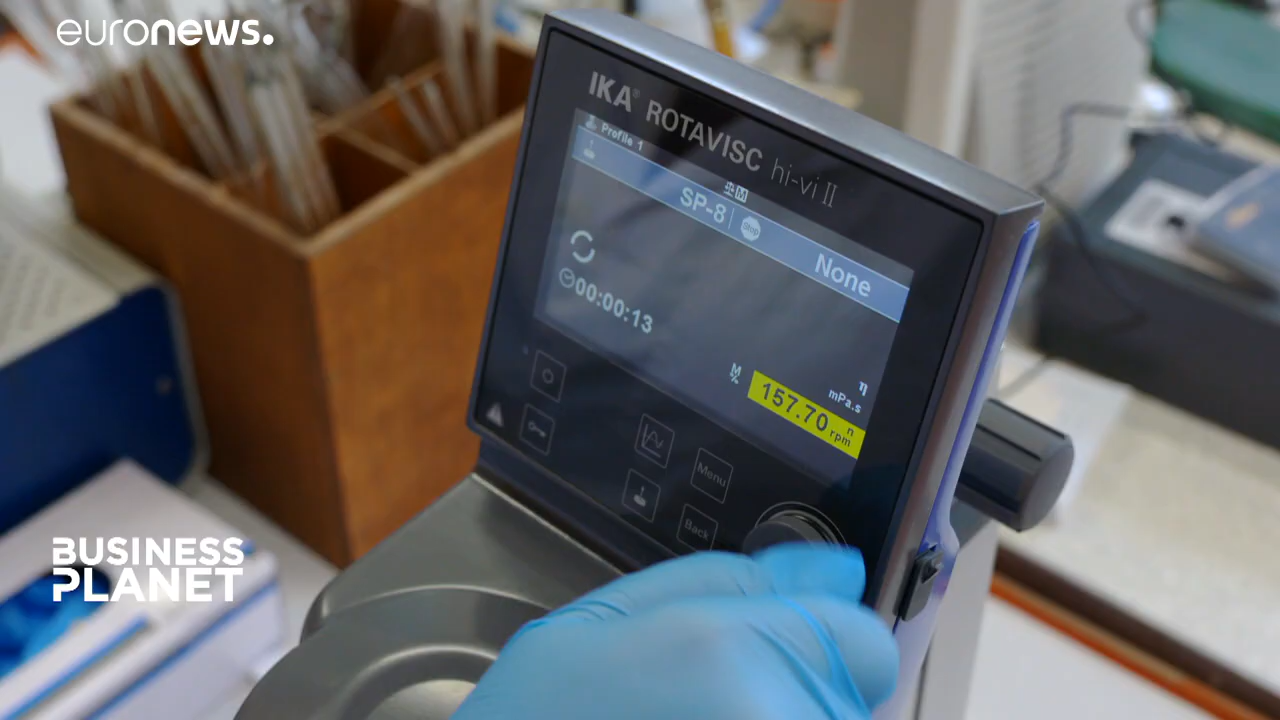 euronews.
IKA® ROTAVISC hi-vi II
Profile 1
SP-8 Stop
None
00:00:13
M
%
η
mPa.s
157.70 n
rpm
Menu
Back
BUSINESS
PLANET